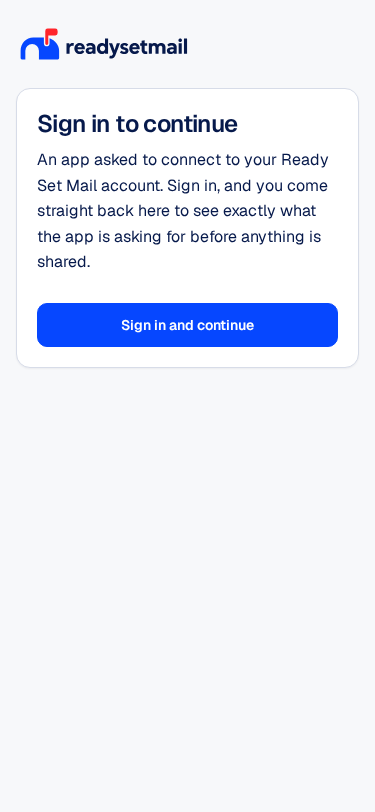 readysetmail
Sign in to continue
An app asked to connect to your Ready
Set Mail account. Sign in, and you come
straight back here to see exactly what
the app is asking for before anything is
shared.
Sign in and continue